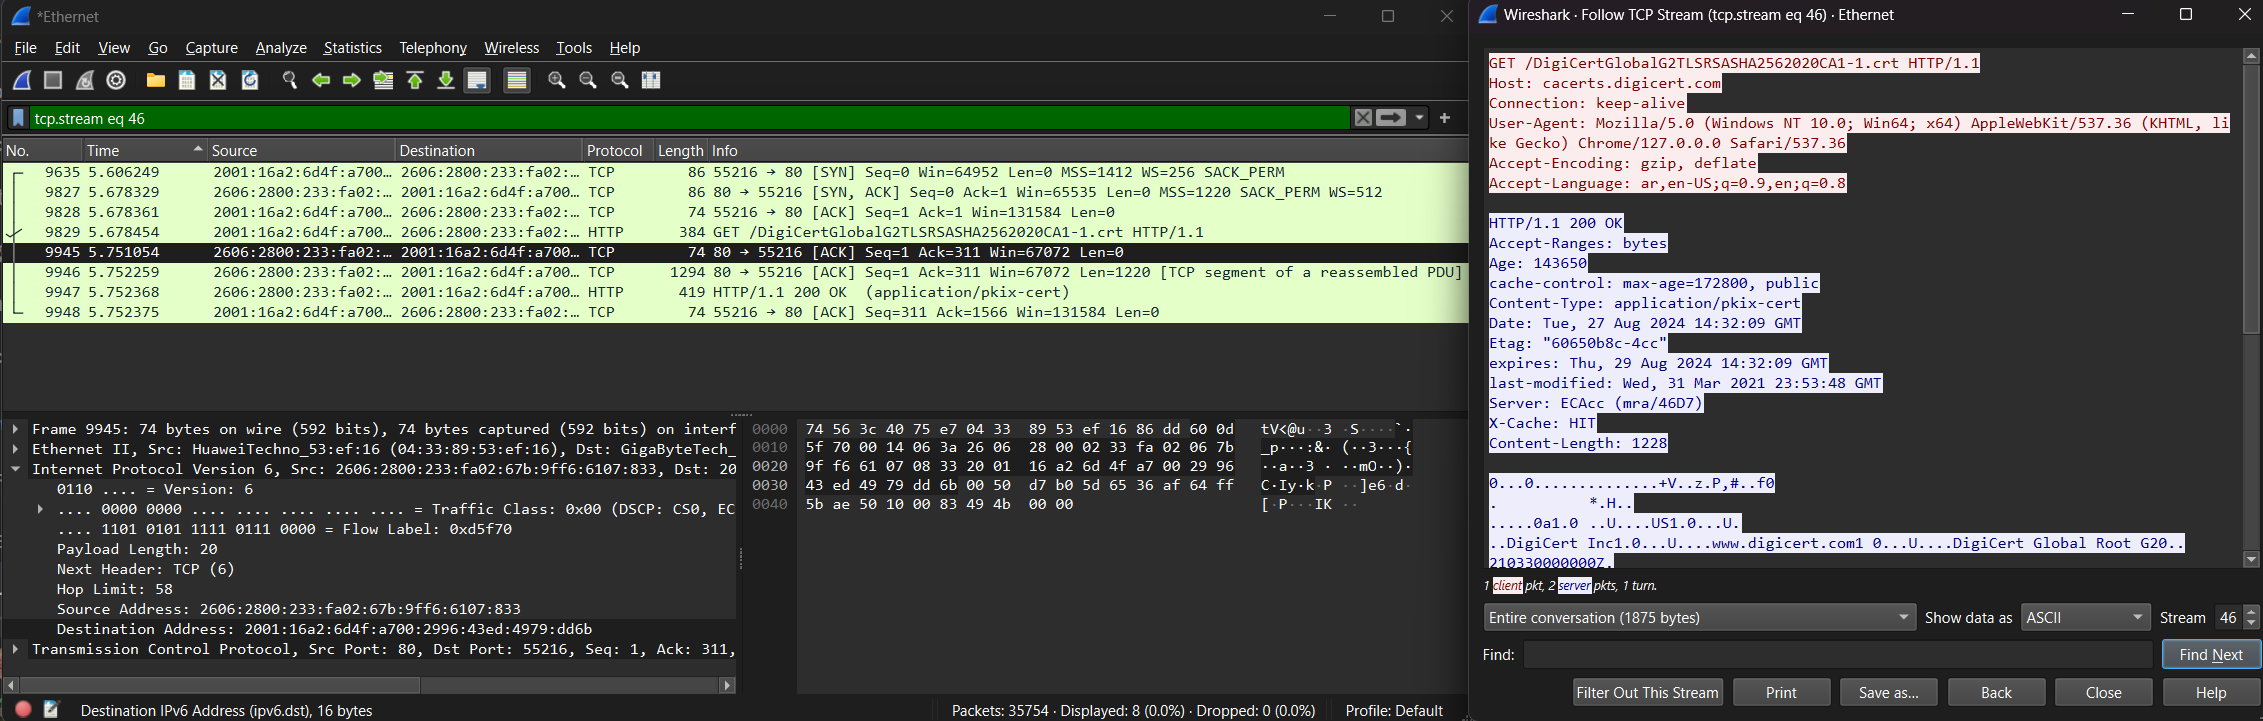 *Ethernet
File Edit View Go Capture Analyze Statistics Telephony Wireless Tools Help
tcp.stream eq 46
No. Time Source Destination Protocol Length Info
9635 5.606249 2001:16a2:6d4f:a700… 2606:2800:233:fa02:… TCP 86 55216 → 80 [SYN] Seq=0 Win=64952 Len=0 MSS=1412 WS=256 SACK_PERM
9827 5.678329 2606:2800:233:fa02:… 2001:16a2:6d4f:a700… TCP 86 80 → 55216 [SYN, ACK] Seq=0 Ack=1 Win=65535 Len=0 MSS=1220 SACK_PERM WS=512
9828 5.678361 2001:16a2:6d4f:a700… 2606:2800:233:fa02:… TCP 74 55216 → 80 [ACK] Seq=1 Ack=1 Win=131584 Len=0
9829 5.678454 2001:16a2:6d4f:a700… 2606:2800:233:fa02:… HTTP 384 GET /DigiCertGlobalG2TLSRSASHA2562020CA1-1.crt HTTP/1.1
9945 5.751054 2606:2800:233:fa02:… 2001:16a2:6d4f:a700… TCP 74 80 → 55216 [ACK] Seq=1 Ack=311 Win=67072 Len=0
9946 5.752259 2606:2800:233:fa02:… 2001:16a2:6d4f:a700… TCP 1294 80 → 55216 [ACK] Seq=1 Ack=311 Win=67072 Len=1220 [TCP segment of a reassembled PDU]
9947 5.752368 2606:2800:233:fa02:… 2001:16a2:6d4f:a700… HTTP 419 HTTP/1.1 200 OK  (application/pkix-cert)
9948 5.752375 2001:16a2:6d4f:a700… 2606:2800:233:fa02:… TCP 74 55216 → 80 [ACK] Seq=311 Ack=1566 Win=131584 Len=0
Frame 9945: 74 bytes on wire (592 bits), 74 bytes captured (592 bits) on interf
Ethernet II, Src: HuaweiTechno_53:ef:16 (04:33:89:53:ef:16), Dst: GigaByteTech_
Internet Protocol Version 6, Src: 2606:2800:233:fa02:67b:9ff6:6107:833, Dst: 20
0110 .... = Version: 6
.... 0000 0000 .... .... .... .... .... = Traffic Class: 0x00 (DSCP: CS0, EC
.... 1101 0101 1111 0111 0000 = Flow Label: 0xd5f70
Payload Length: 20
Next Header: TCP (6)
Hop Limit: 58
Source Address: 2606:2800:233:fa02:67b:9ff6:6107:833
Destination Address: 2001:16a2:6d4f:a700:2996:43ed:4979:dd6b
Transmission Control Protocol, Src Port: 80, Dst Port: 55216, Seq: 1, Ack: 311,
0000 74 56 3c 40 75 e7 04 33 89 53 ef 16 86 dd 60 0d tV<@u··3 ·S····`·
0010 5f 70 00 14 06 3a 26 06 28 00 02 33 fa 02 06 7b _p···:&· (··3···{
0020 9f f6 61 07 08 33 20 01 16 a2 6d 4f a7 00 29 96 ··a··3 · ··mO··)·
0030 43 ed 49 79 dd 6b 00 50 d7 b0 5d 65 36 af 64 ff C·Iy·k·P ··]e6·d·
0040 5b ae 50 10 00 83 49 4b 00 00 [·P···IK ··
Destination IPv6 Address (ipv6.dst), 16 bytes
Packets: 35754 · Displayed: 8 (0.0%) · Dropped: 0 (0.0%)
Profile: Default
Wireshark · Follow TCP Stream (tcp.stream eq 46) · Ethernet
GET /DigiCertGlobalG2TLSRSASHA2562020CA1-1.crt HTTP/1.1
Host: cacerts.digicert.com
Connection: keep-alive
User-Agent: Mozilla/5.0 (Windows NT 10.0; Win64; x64) AppleWebKit/537.36 (KHTML, li
ke Gecko) Chrome/127.0.0.0 Safari/537.36
Accept-Encoding: gzip, deflate
Accept-Language: ar,en-US;q=0.9,en;q=0.8
HTTP/1.1 200 OK
Accept-Ranges: bytes
Age: 143650
cache-control: max-age=172800, public
Content-Type: application/pkix-cert
Date: Tue, 27 Aug 2024 14:32:09 GMT
Etag: "60650b8c-4cc"
expires: Thu, 29 Aug 2024 14:32:09 GMT
last-modified: Wed, 31 Mar 2021 23:53:48 GMT
Server: ECAcc (mra/46D7)
X-Cache: HIT
Content-Length: 1228
0...0..............+V..z.P,#..f0
. *.H..
.....0a1.0 ..U....US1.0...U.
..DigiCert Inc1.0...U....www.digicert.com1 0...U....DigiCert Global Root G20..
210330000000Z.
1 client pkt, 2 server pkts, 1 turn.
Entire conversation (1875 bytes) Show data as ASCII Stream 46
Find: Find Next
Filter Out This Stream Print Save as… Back Close Help